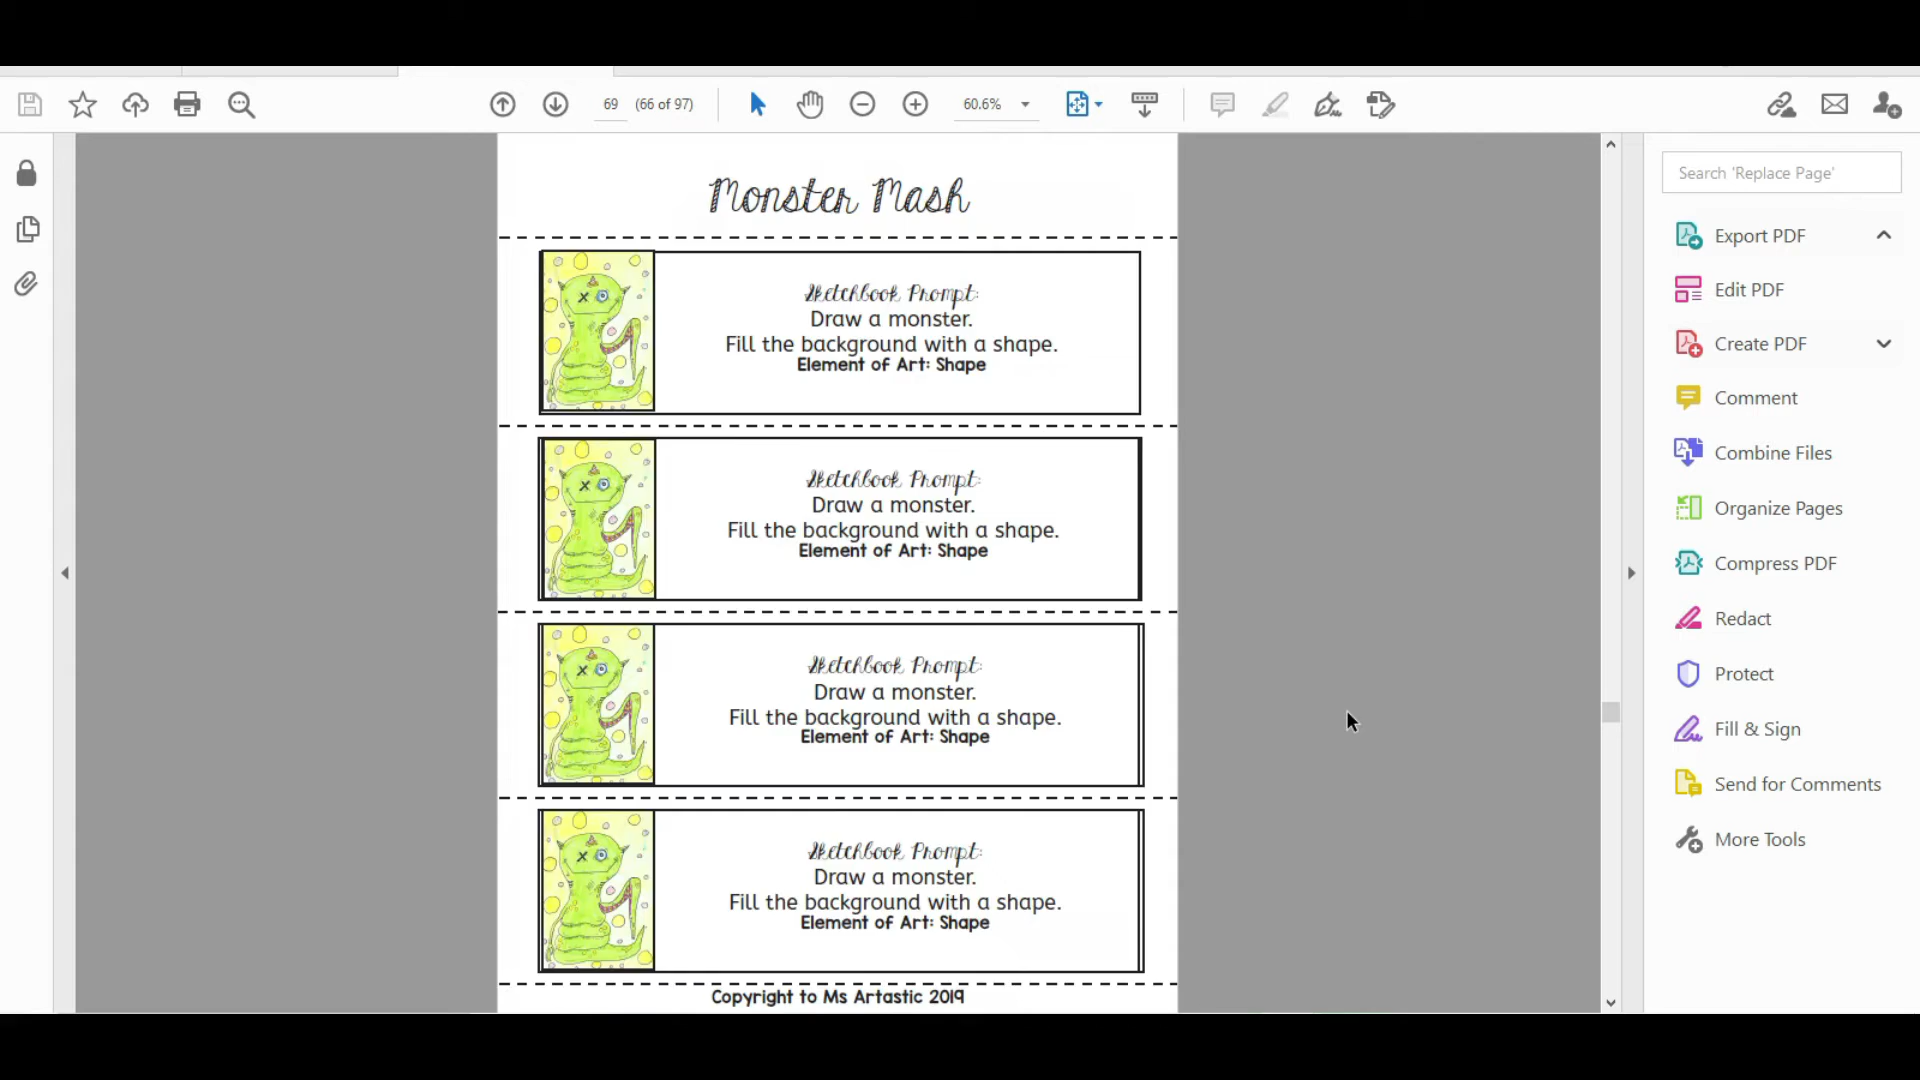 69 (66 of 97)
60.6%
Search 'Replace Page'
Monster Mash
Sketchbook Prompt:
Draw a monster.
Fill the background with a shape.
Element of Art: Shape
Sketchbook Prompt:
Draw a monster.
Fill the background with a shape.
Element of Art: Shape
Sketchbook Prompt:
Draw a monster.
Fill the background with a shape.
Element of Art: Shape
Sketchbook Prompt:
Draw a monster.
Fill the background with a shape.
Element of Art: Shape
Copyright to Ms Artastic 2019
Export PDF
Edit PDF
Create PDF
Comment
Combine Files
Organize Pages
Compress PDF
Redact
Protect
Fill & Sign
Send for Comments
More Tools